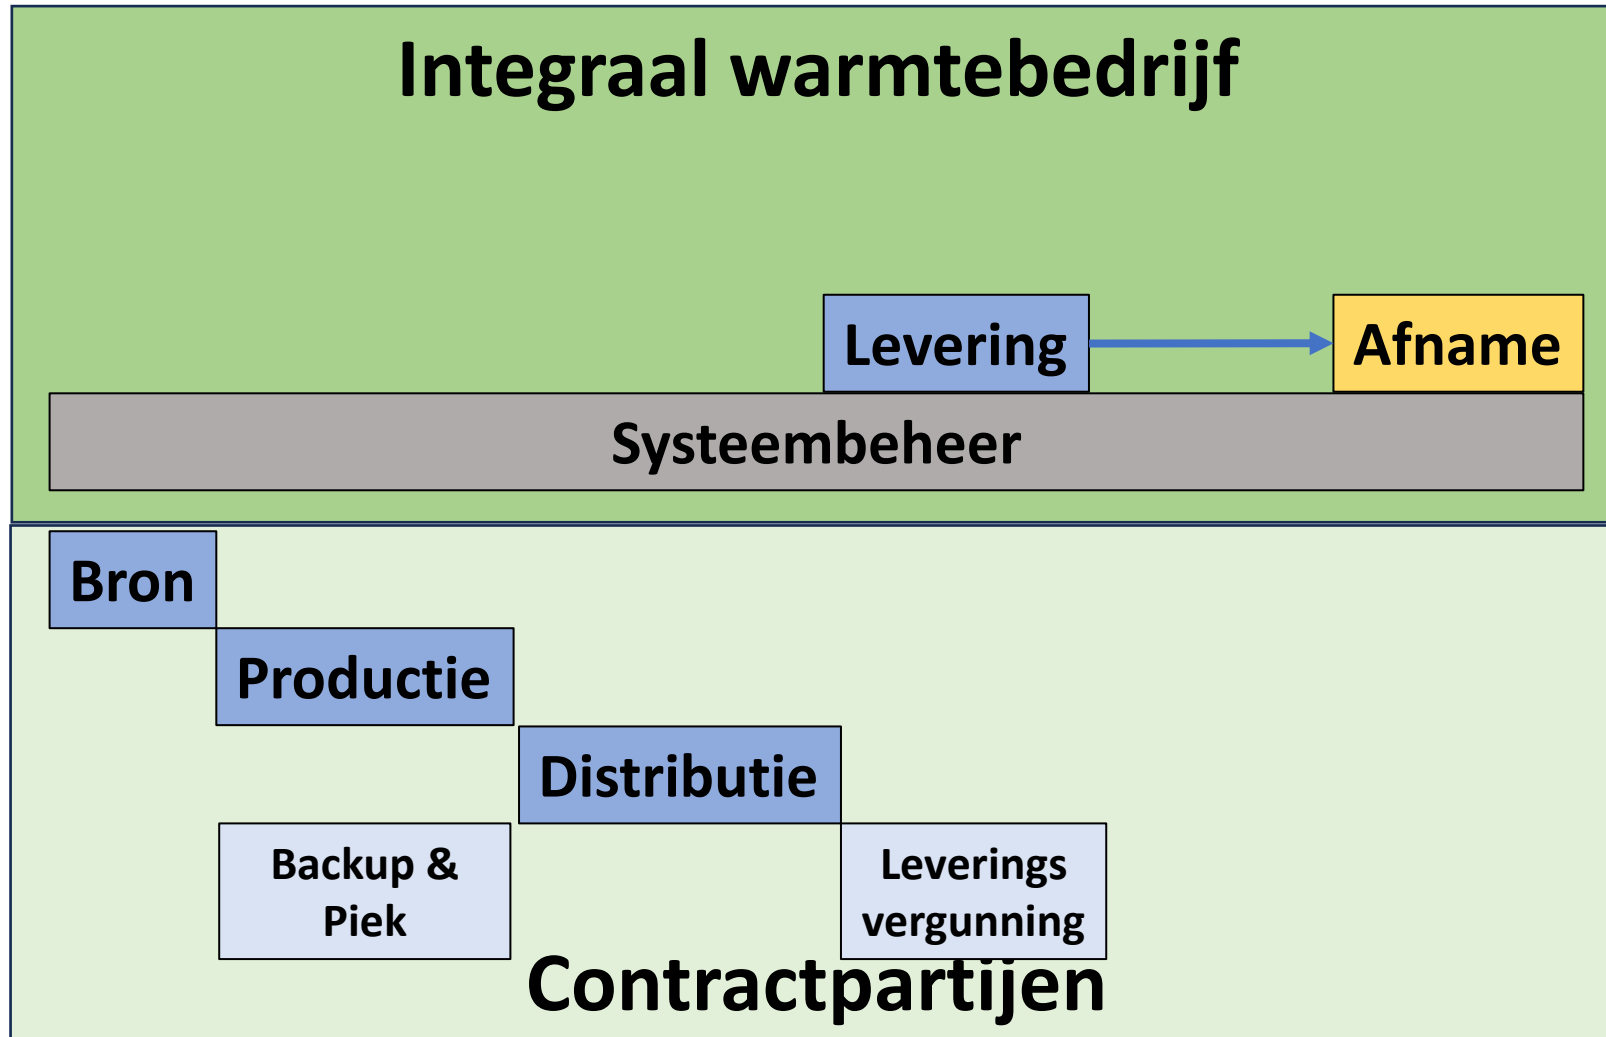 Integraal warmtebedrijf
Levering
Afname
Systeembeheer
Bron
Productie
Distributie
Backup &
Piek
Leverings
vergunning
Contractpartijen